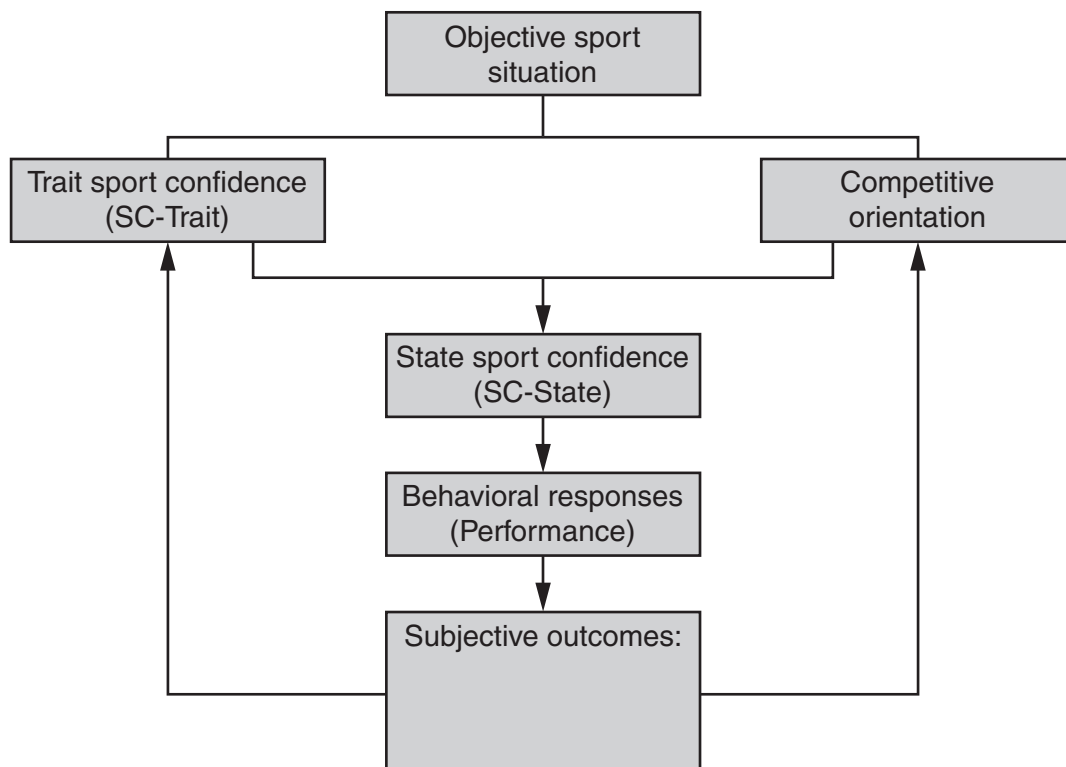 Objective sport
situation
Trait sport confidence
(SC-Trait)
Competitive
orientation
State sport confidence
(SC-State)
Behavioral responses
(Performance)
Subjective outcomes: